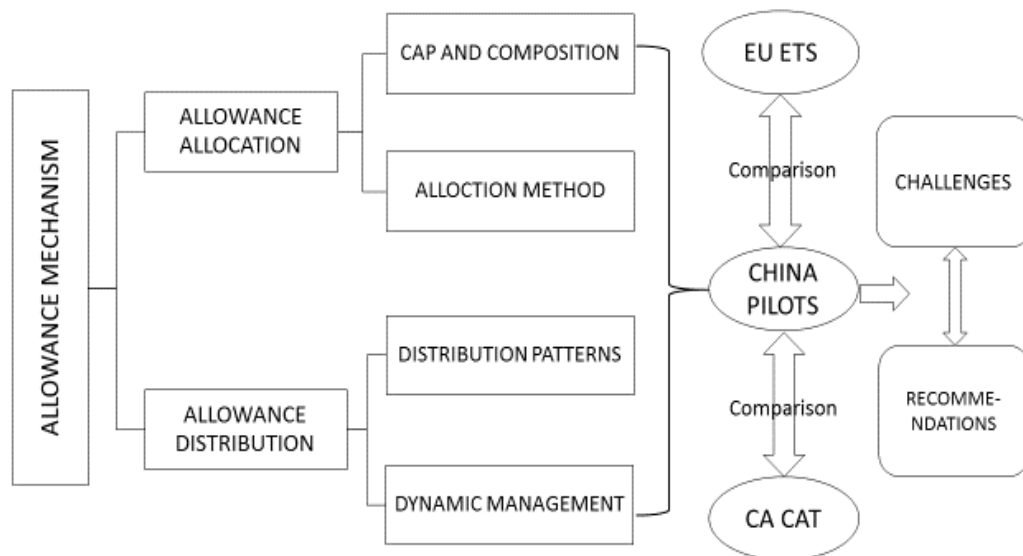 ALLOWANCE MECHANISM
ALLOWANCE
ALLOCATION
ALLOWANCE
DISTRIBUTION
CAP AND COMPOSITION
ALLOCTION METHOD
DISTRIBUTION PATTERNS
DYNAMIC MANAGEMENT
EU ETS
Comparison
CHINA
PILOTS
Comparison
CA CAT
CHALLENGES
RECOMME-
NDATIONS